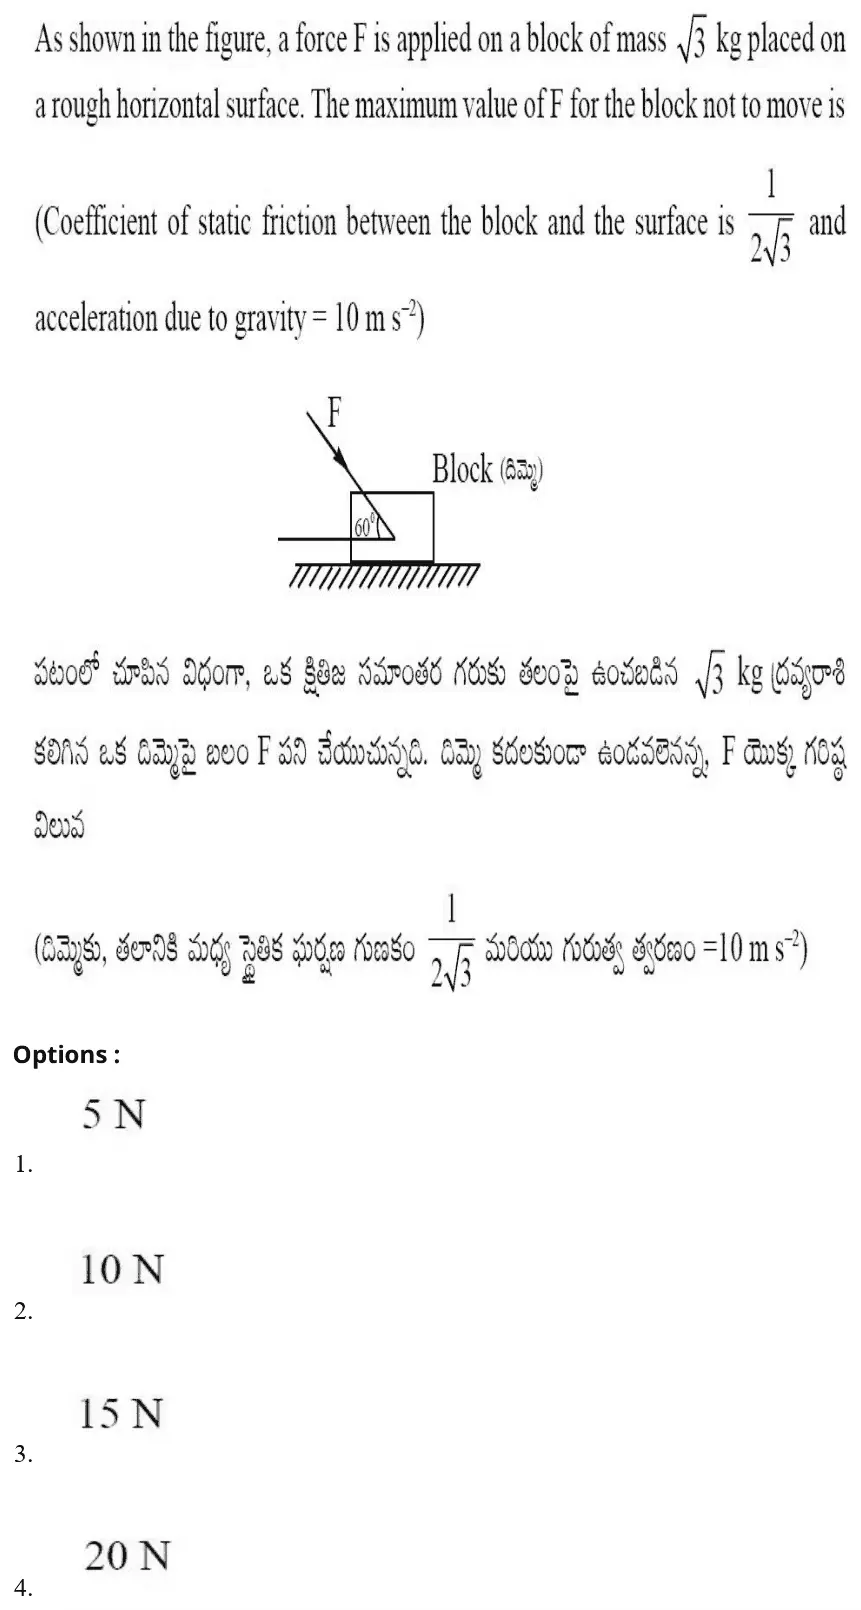 As shown in the figure, a force F is applied on a block of mass √3 kg placed on
a rough horizontal surface. The maximum value of F for the block not to move is
(Coefficient of static friction between the block and the surface is 1/(2√3) and
acceleration due to gravity = 10 m s⁻²)
F
Block (దిమ్మె)
60⁰
పటంలో చూపిన విధంగా, ఒక క్షితిజ సమాంతర గరుకు తలంపై ఉంచబడిన √3 kg ద్రవ్యరాశి
కలిగిన ఒక దిమ్మెపై బలం F పని చేయుచున్నది. దిమ్మె కదలకుండా ఉండవలెనన్న, F యొక్క గరిష్ఠ
విలువ
(దిమ్మెకు, తలానికి మధ్య స్థైతిక ఘర్షణ గుణకం 1/(2√3) మరియు గురుత్వ త్వరణం =10 m s⁻²)
Options :
5 N
1.
10 N
2.
15 N
3.
20 N
4.